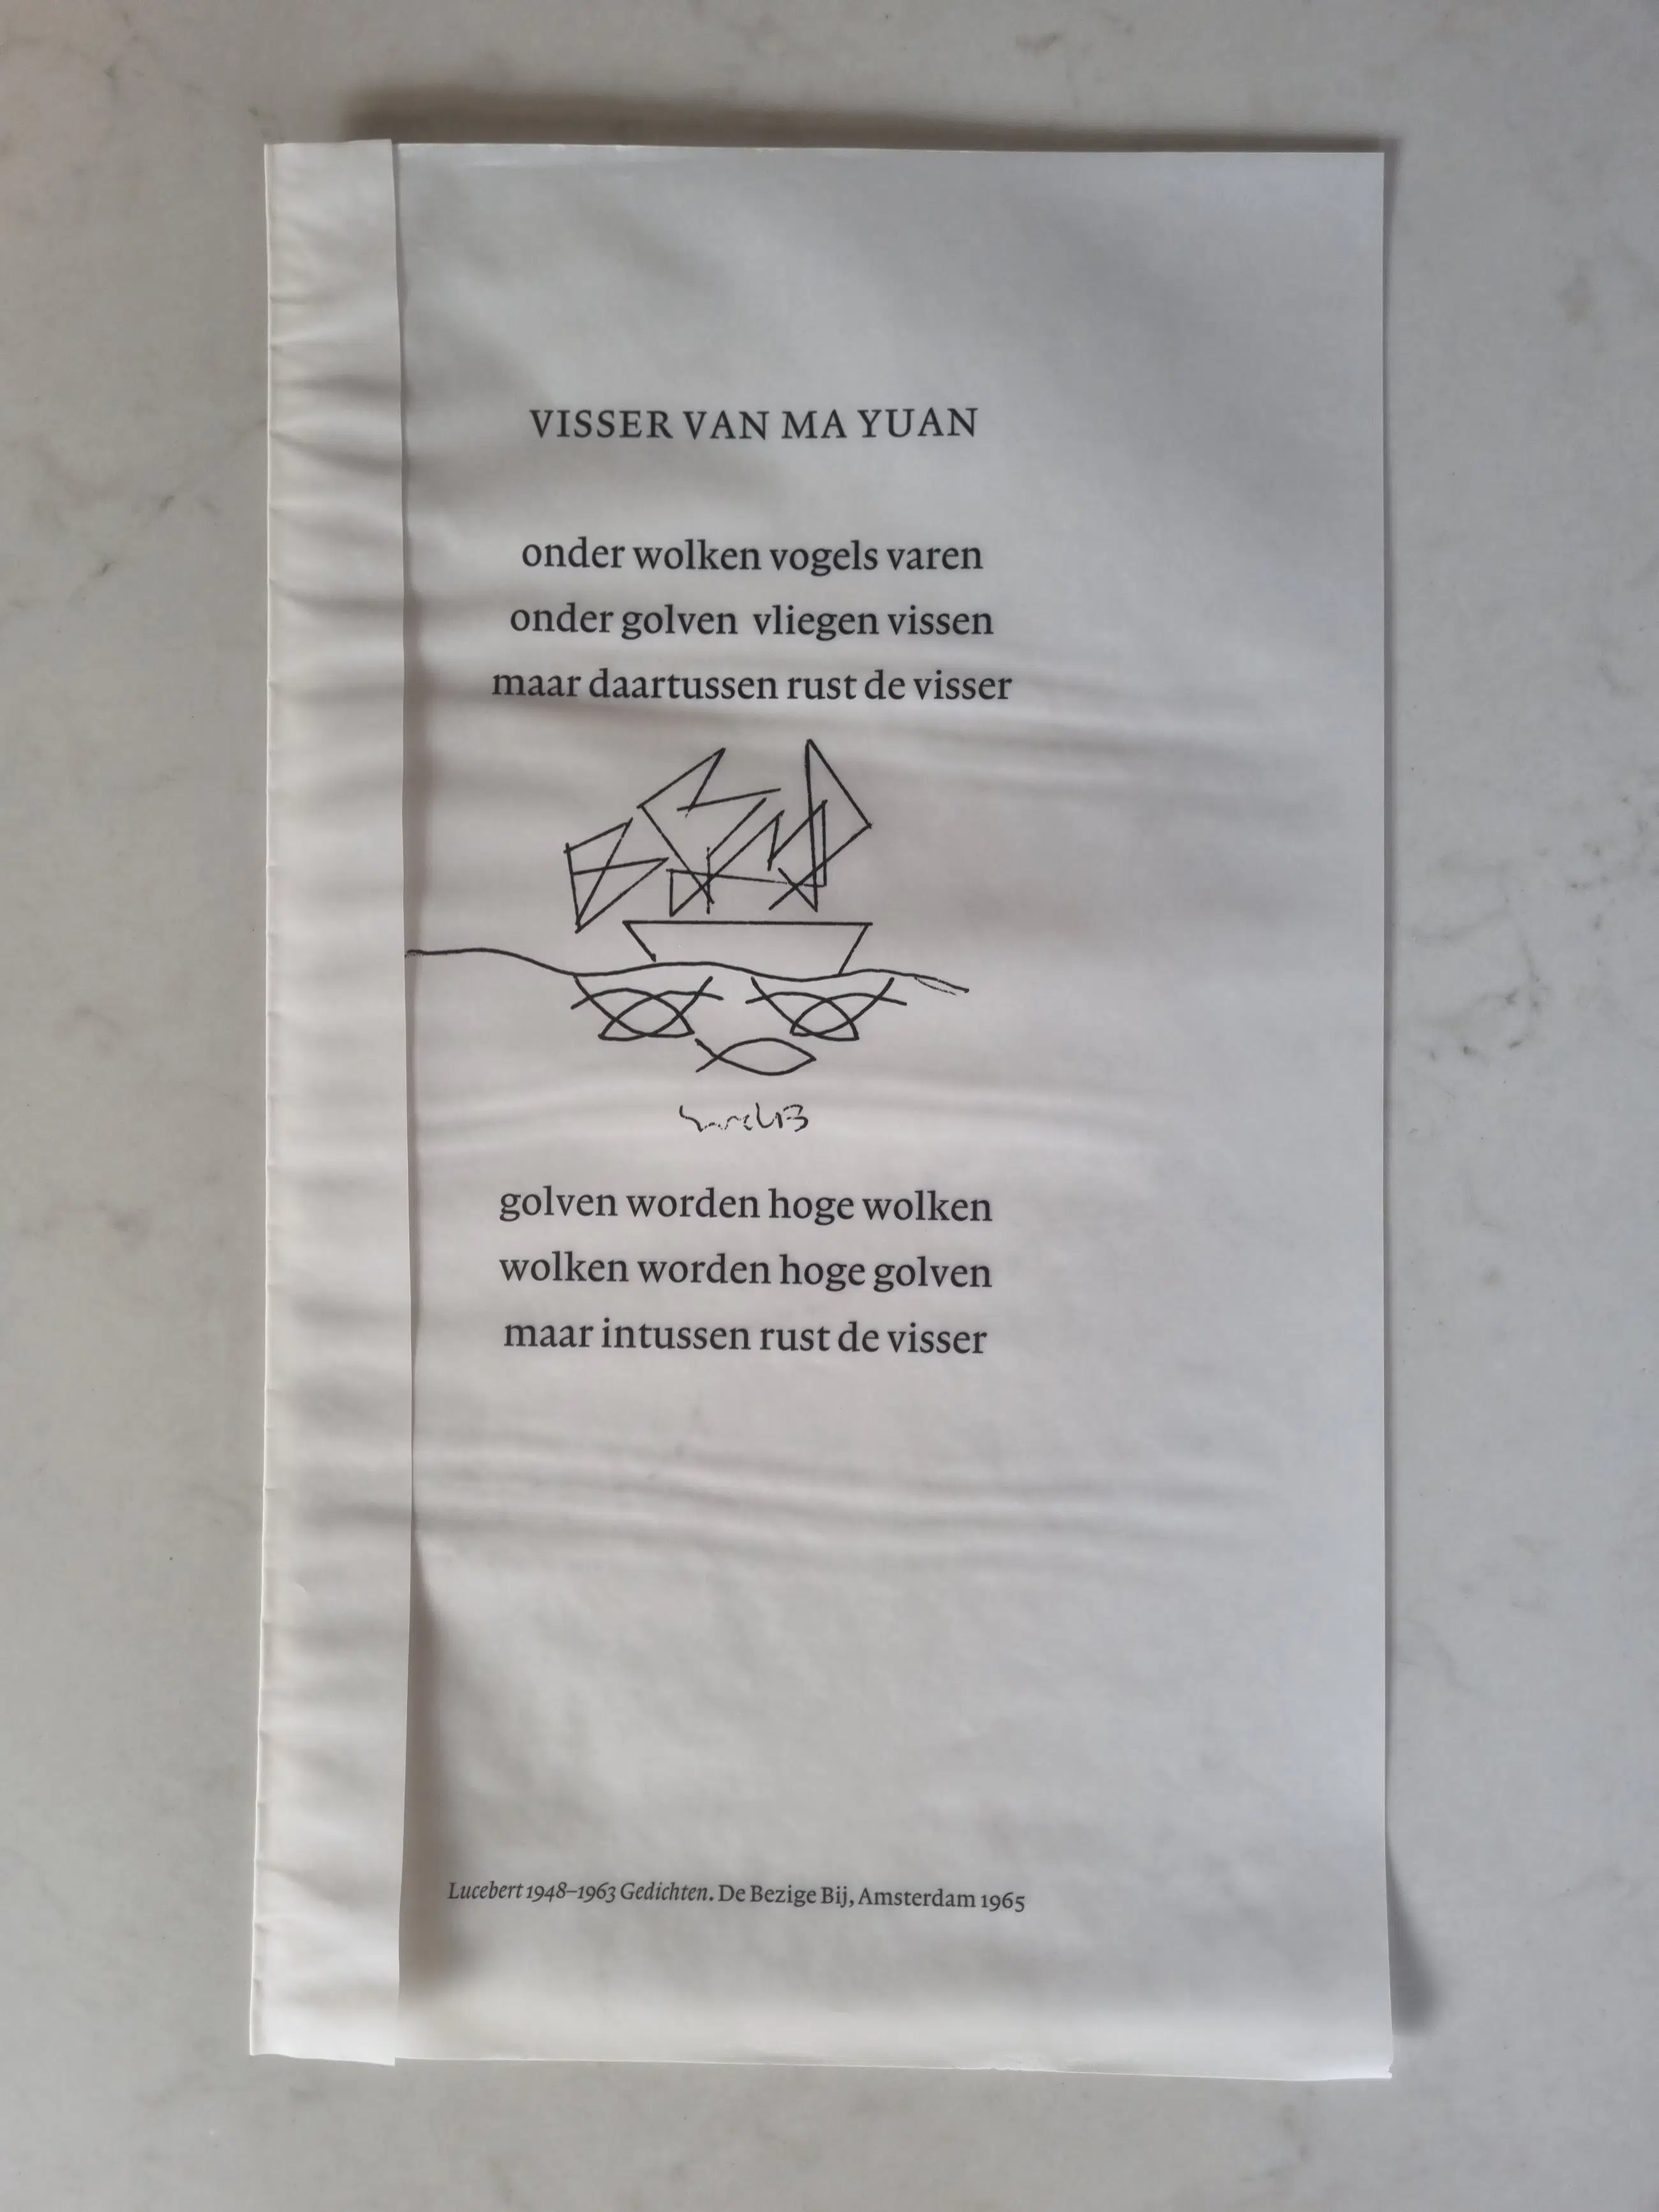 VISSER VAN MA YUAN
onder wolken vogels varen
onder golven vliegen vissen
maar daartussen rust de visser
golven worden hoge wolken
wolken worden hoge golven
maar intussen rust de visser
Lucebert 1948–1963 Gedichten. De Bezige Bij, Amsterdam 1965